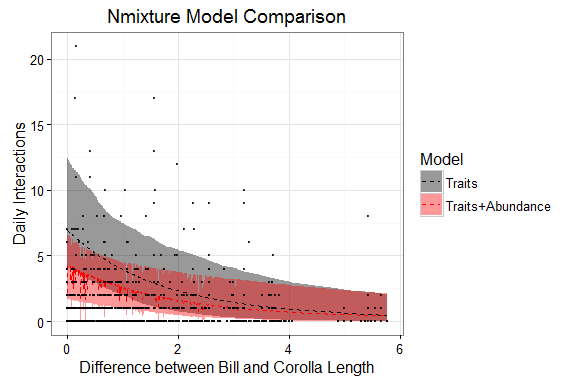 Nmixture Model Comparison
Daily Interactions
20
15
10
5
0
0
2
4
6
Difference between Bill and Corolla Length
Model
Traits
Traits+Abundance